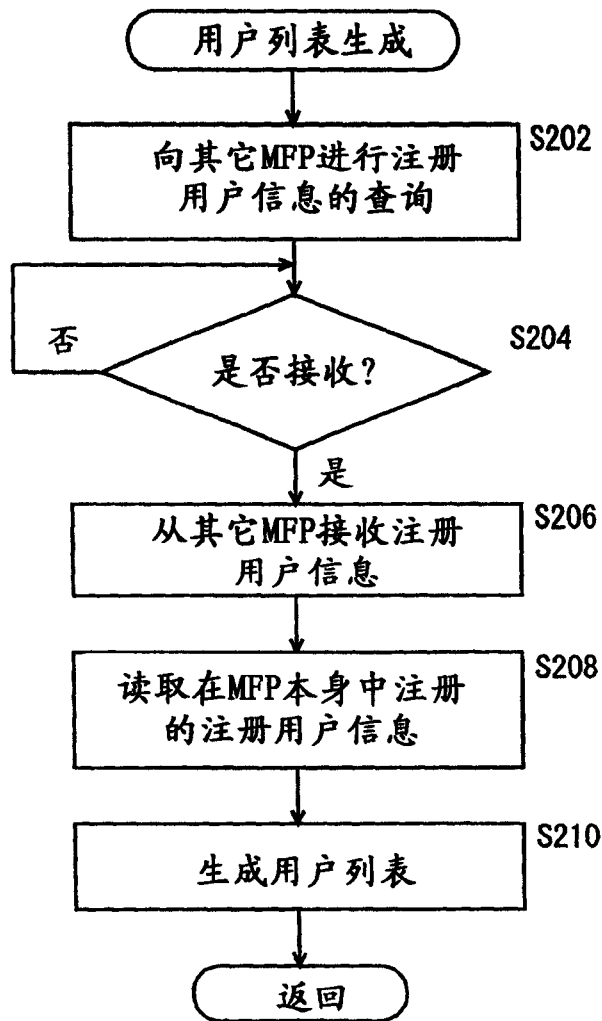 用户列表生成
S202
向其它MFP进行注册
用户信息的查询
否
S204
是否接收?
是
S206
从其它MFP接收注册
用户信息
S208
读取在MFP本身中注册
的注册用户信息
S210
生成用户列表
返回